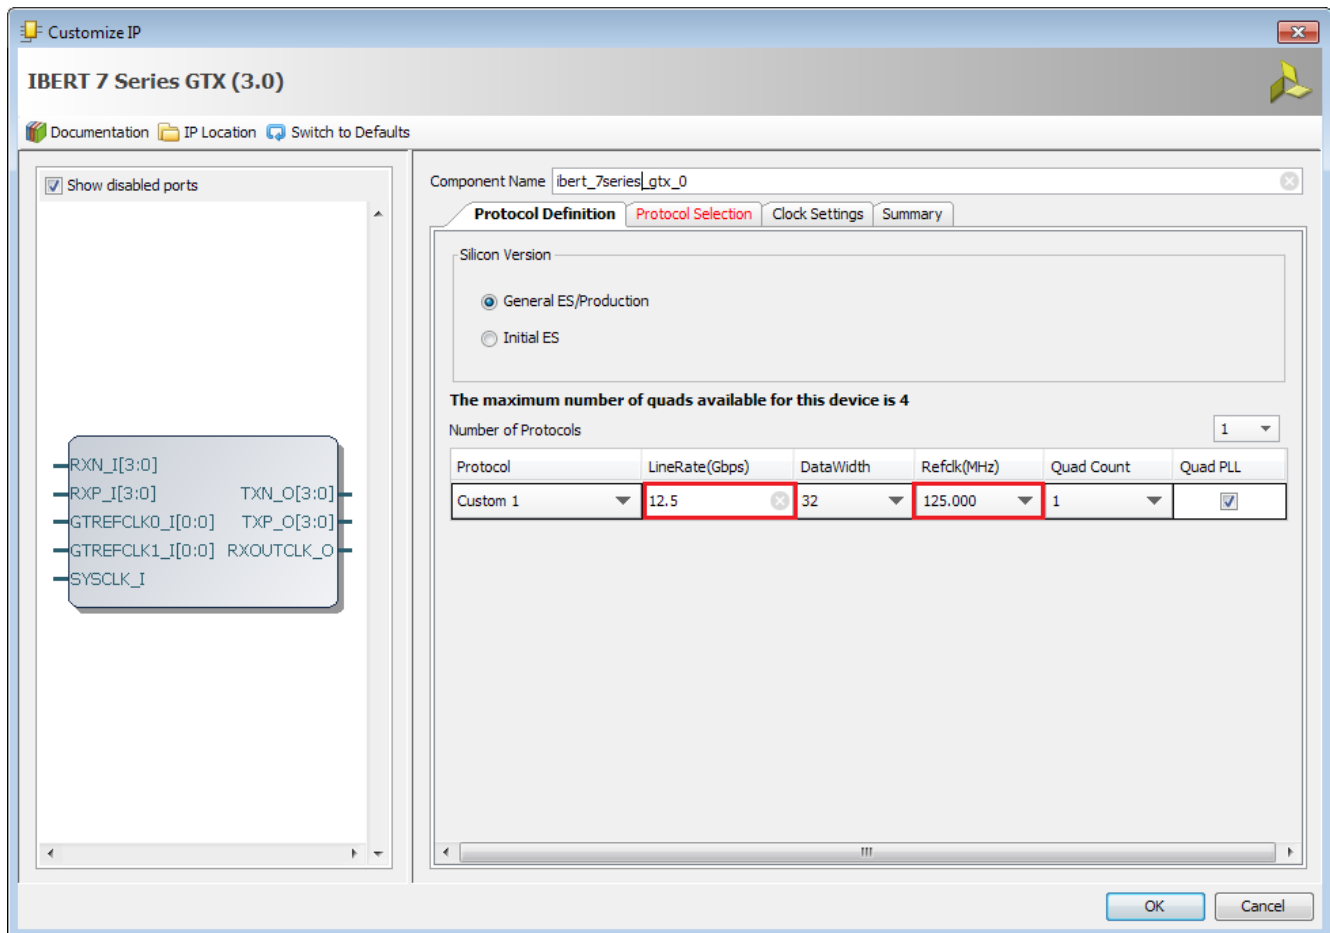 Customize IP
IBERT 7 Series GTX (3.0)
Documentation IP Location Switch to Defaults
Show disabled ports
RXN_I[3:0]
RXP_I[3:0] TXN_O[3:0]
GTREFCLK0_I[0:0] TXP_O[3:0]
GTREFCLK1_I[0:0] RXOUTCLK_O
SYSCLK_I
Component Name ibert_7series_gtx_0
Protocol Definition Protocol Selection Clock Settings Summary
Silicon Version
General ES/Production
Initial ES
The maximum number of quads available for this device is 4
Number of Protocols 1
Protocol LineRate(Gbps) DataWidth Refclk(MHz) Quad Count Quad PLL
Custom 1 12.5 32 125.000 1
OK Cancel